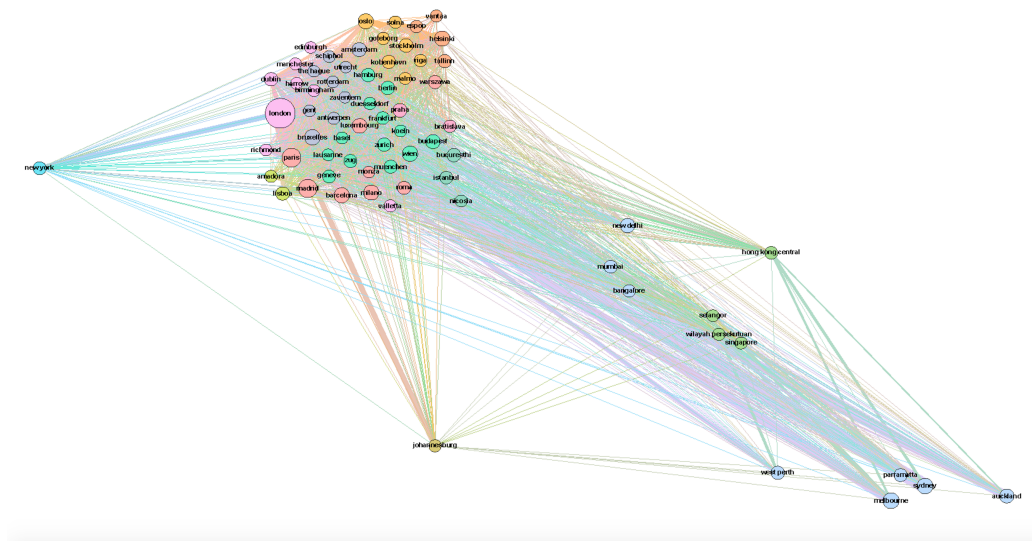 vantaa
oslo
solna
espoo
goteborg
helsinki
edinburgh
amsterdam
stockholm
schiphol
manchester
kobenhavn
riga
tallinn
utrecht
the hague
hamburg
dublin
malmo
harrow
rotterdam
warszawa
birmingham
berlin
zaventem
duesseldorf
london
gent
praha
antwerpen
frankfurt
luxembourg
bratislava
koeln
bruxelles
basel
budapest
zurich
richmond
lausanne
wien
bucuresthi
paris
zug
new york
muenchen
monza
amadora
geneve
istanbul
madrid
roma
lisboa
barcelona
milano
nicosia
valletta
new delhi
hong kong central
mumbai
bangalore
selangor
wilayah persekutuan
singapore
johannesburg
west perth
parramatta
sydney
auckland
melbourne